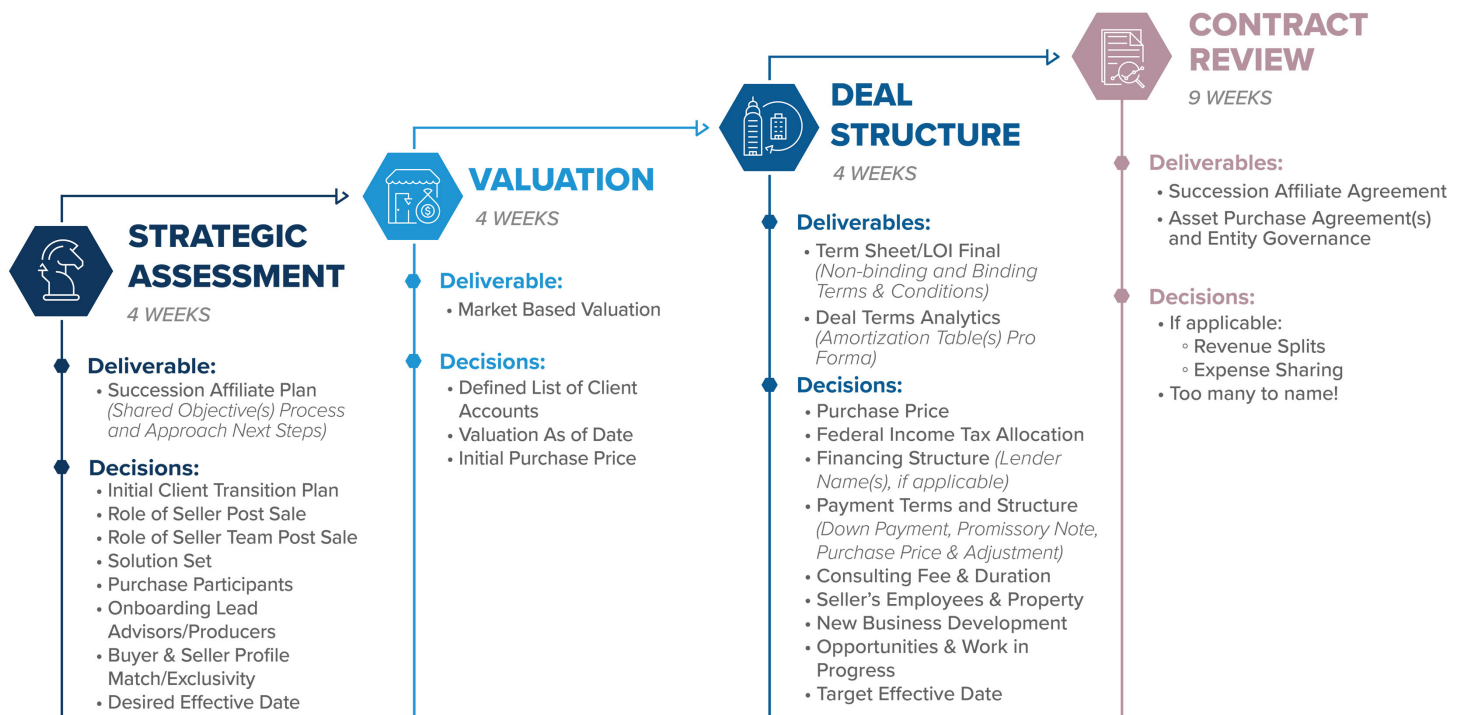 STRATEGIC
ASSESSMENT
4 WEEKS
Deliverable:
• Succession Affiliate Plan
(Shared Objective(s) Process
and Approach Next Steps)
Decisions:
• Initial Client Transition Plan
• Role of Seller Post Sale
• Role of Seller Team Post Sale
• Solution Set
• Purchase Participants
• Onboarding Lead
Advisors/Producers
• Buyer & Seller Profile
Match/Exclusivity
• Desired Effective Date
VALUATION
4 WEEKS
Deliverable:
• Market Based Valuation
Decisions:
• Defined List of Client
Accounts
• Valuation As of Date
• Initial Purchase Price
DEAL
STRUCTURE
4 WEEKS
Deliverables:
• Term Sheet/LOI Final
(Non-binding and Binding
Terms & Conditions)
• Deal Terms Analytics
(Amortization Table(s) Pro
Forma)
Decisions:
• Purchase Price
• Federal Income Tax Allocation
• Financing Structure (Lender
Name(s), if applicable)
• Payment Terms and Structure
(Down Payment, Promissory Note,
Purchase Price & Adjustment)
• Consulting Fee & Duration
• Seller's Employees & Property
• New Business Development
• Opportunities & Work in
Progress
• Target Effective Date
CONTRACT
REVIEW
9 WEEKS
Deliverables:
• Succession Affiliate Agreement
• Asset Purchase Agreement(s)
and Entity Governance
Decisions:
• If applicable:
◦ Revenue Splits
◦ Expense Sharing
• Too many to name!